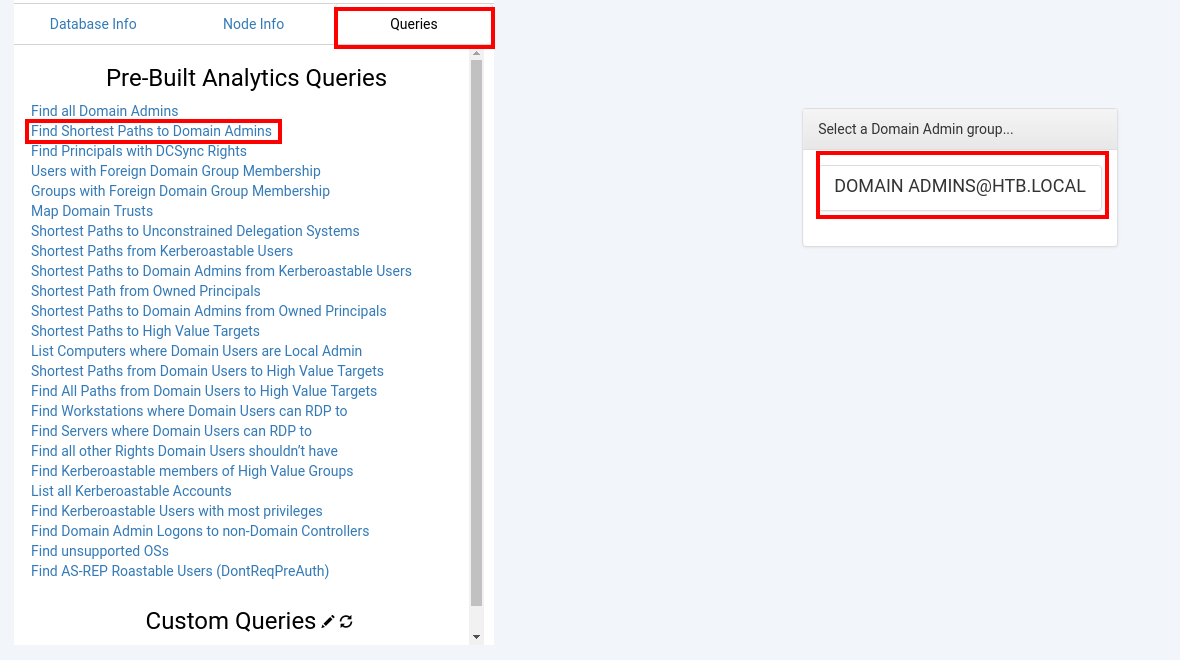 Database Info
Node Info
Queries
Pre-Built Analytics Queries
Find all Domain Admins
Find Shortest Paths to Domain Admins
Find Principals with DCSync Rights
Users with Foreign Domain Group Membership
Groups with Foreign Domain Group Membership
Map Domain Trusts
Shortest Paths to Unconstrained Delegation Systems
Shortest Paths from Kerberoastable Users
Shortest Paths to Domain Admins from Kerberoastable Users
Shortest Path from Owned Principals
Shortest Paths to Domain Admins from Owned Principals
Shortest Paths to High Value Targets
List Computers where Domain Users are Local Admin
Shortest Paths from Domain Users to High Value Targets
Find All Paths from Domain Users to High Value Targets
Find Workstations where Domain Users can RDP to
Find Servers where Domain Users can RDP to
Find all other Rights Domain Users shouldn’t have
Find Kerberoastable members of High Value Groups
List all Kerberoastable Accounts
Find Kerberoastable Users with most privileges
Find Domain Admin Logons to non-Domain Controllers
Find unsupported OSs
Find AS-REP Roastable Users (DontReqPreAuth)
Custom Queries
Select a Domain Admin group...
DOMAIN ADMINS@HTB.LOCAL